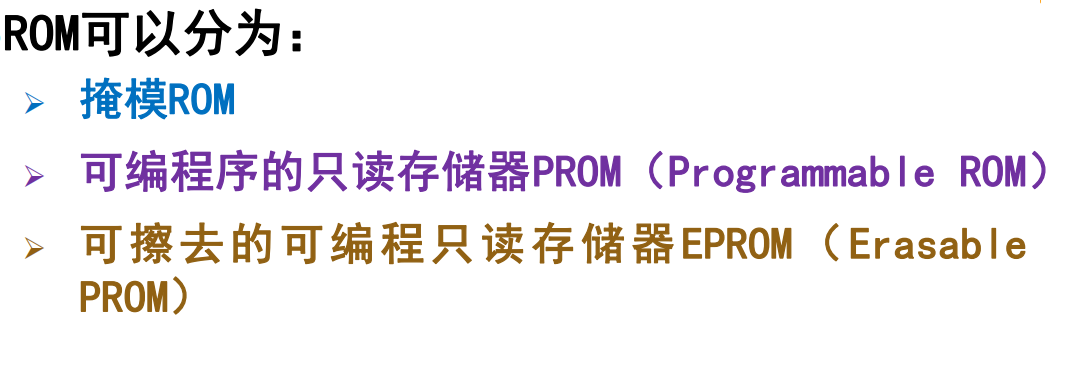 ROM可以分为：
➢ 掩模ROM
➢ 可编程序的只读存储器PROM（Programmable ROM）
➢ 可擦去的可编程只读存储器EPROM（Erasable
PROM）